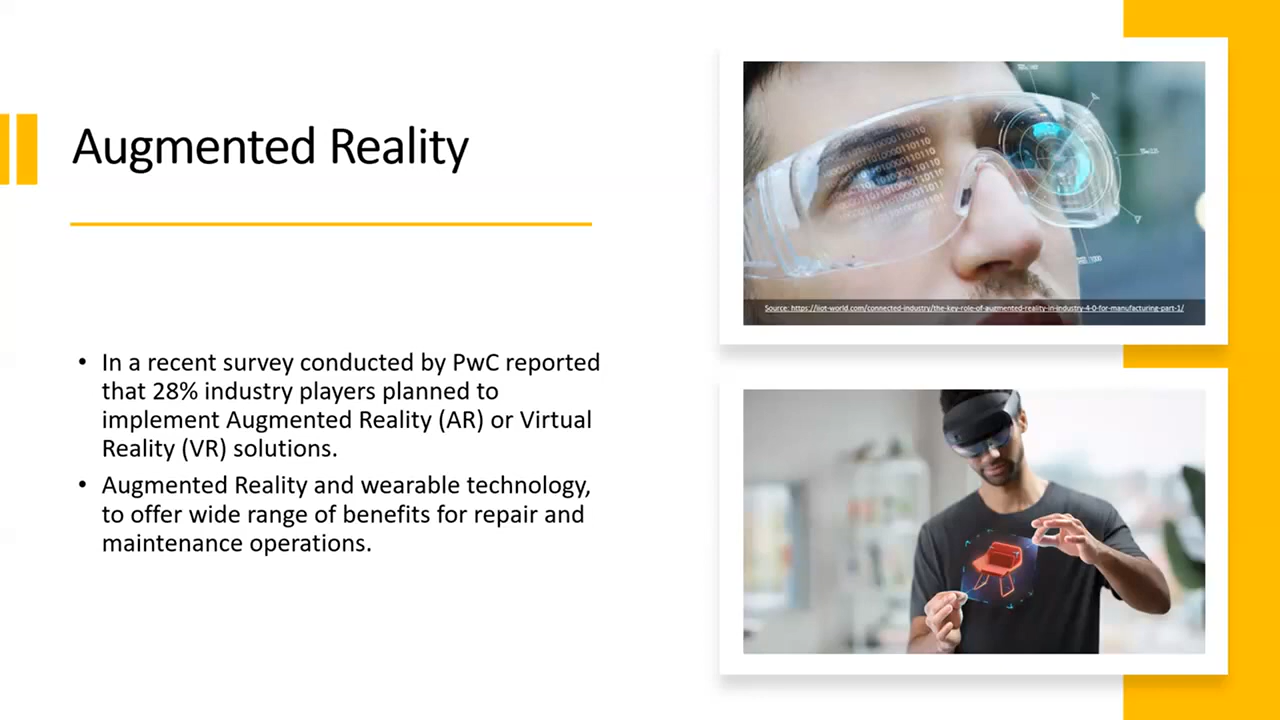 Augmented Reality
• In a recent survey conducted by PwC reported
that 28% industry players planned to
implement Augmented Reality (AR) or Virtual
Reality (VR) solutions.
• Augmented Reality and wearable technology,
to offer wide range of benefits for repair and
maintenance operations.
Source: https://iiot-world.com/connected-industry/the-key-role-of-augmented-reality-in-industry-4-0-for-manufacturing-part-1/